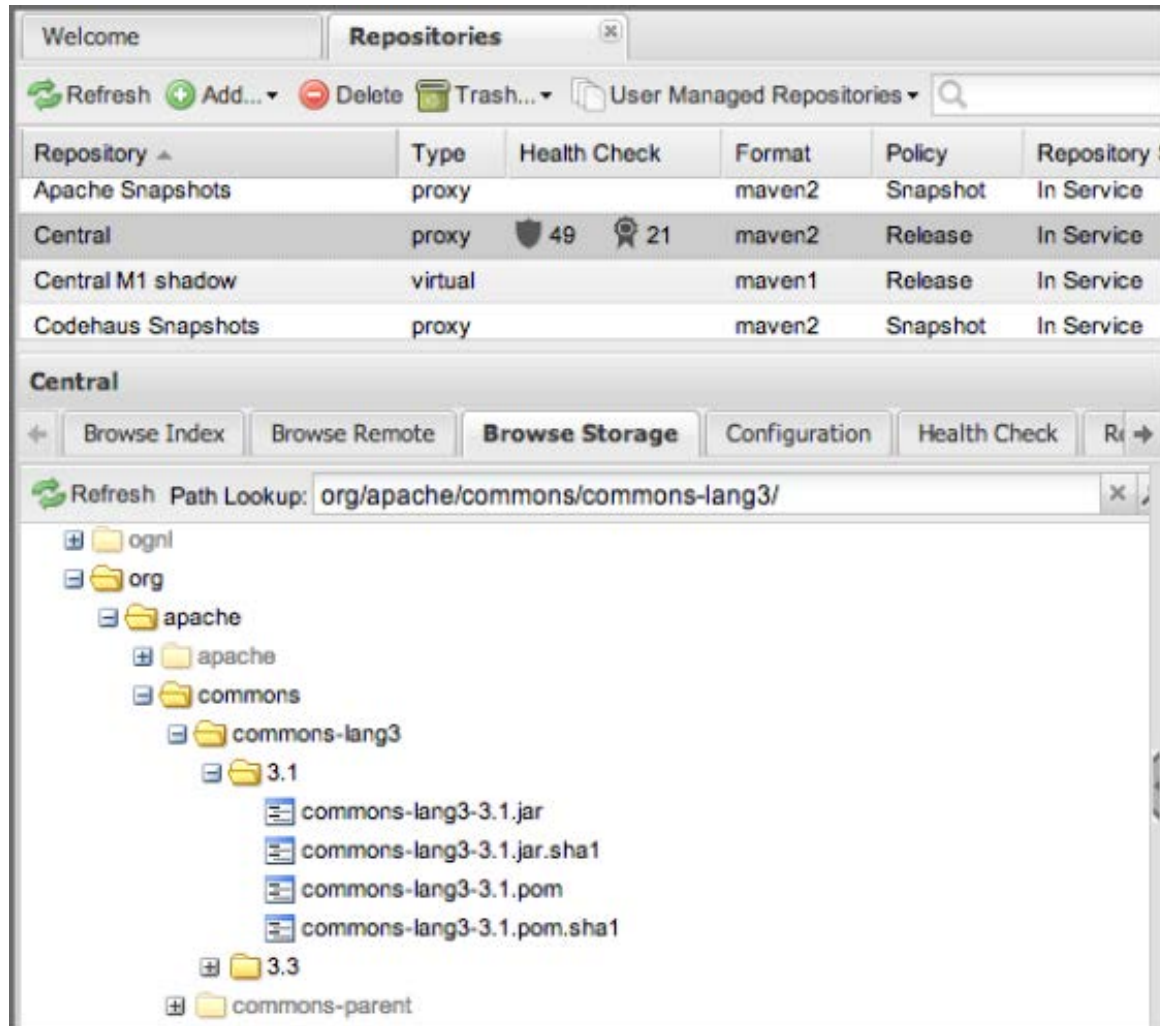 Welcome Repositories
Refresh Add... Delete Trash... User Managed Repositories
Repository Type Health Check Format Policy Repository
Apache Snapshots proxy maven2 Snapshot In Service
Central proxy 49 21 maven2 Release In Service
Central M1 shadow virtual maven1 Release In Service
Codehaus Snapshots proxy maven2 Snapshot In Service
Central
Browse Index Browse Remote Browse Storage Configuration Health Check
Refresh Path Lookup: org/apache/commons/commons-lang3/
ognl
org
apache
apache
commons
commons-lang3
3.1
commons-lang3-3.1.jar
commons-lang3-3.1.jar.sha1
commons-lang3-3.1.pom
commons-lang3-3.1.pom.sha1
3.3
commons-parent